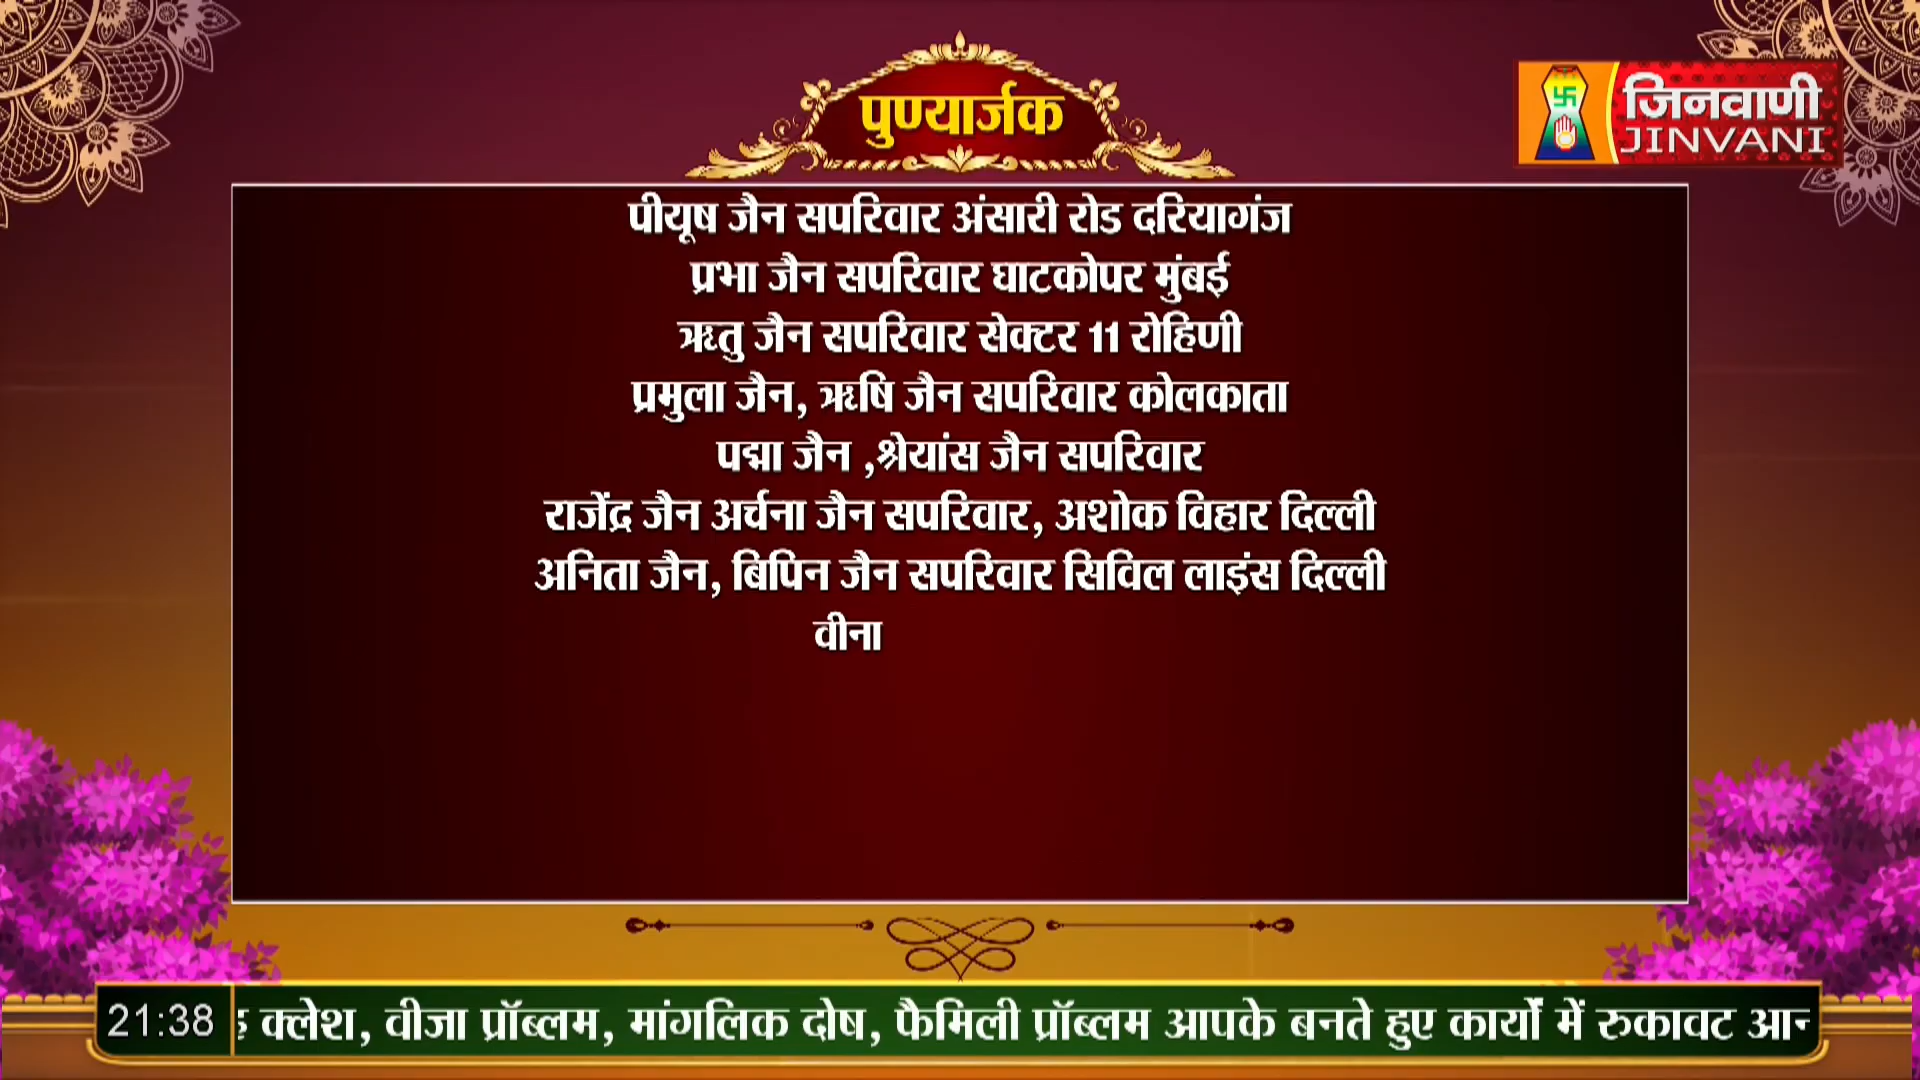 पुण्यार्जक
जिनवाणी
JINVANI
पीयूष जैन सपरिवार अंसारी रोड दरियागंज
प्रभा जैन सपरिवार घाटकोपर मुंबई
ऋतु जैन सपरिवार सेक्टर 11 रोहिणी
प्रमुला जैन, ऋषि जैन सपरिवार कोलकाता
पद्मा जैन ,श्रेयांस जैन सपरिवार
राजेंद्र जैन अर्चना जैन सपरिवार, अशोक विहार दिल्ली
अनिता जैन, बिपिन जैन सपरिवार सिविल लाइंस दिल्ली
वीना
21:38 क्लेश, वीजा प्रॉब्लम, मांगलिक दोष, फैमिली प्रॉब्लम आपके बनते हुए कार्यों में रुकावट